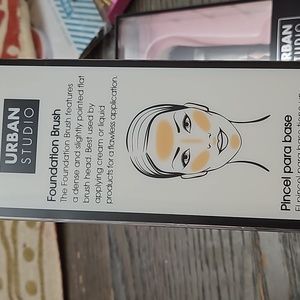 URBAN
STUDIO
Foundation Brush
The Foundation Brush features
a dense and slightly pointed flat
brush head. Best used by
applying cream or liquid
products for a flawless application.
Pincel para base
URBAN
STUDIO